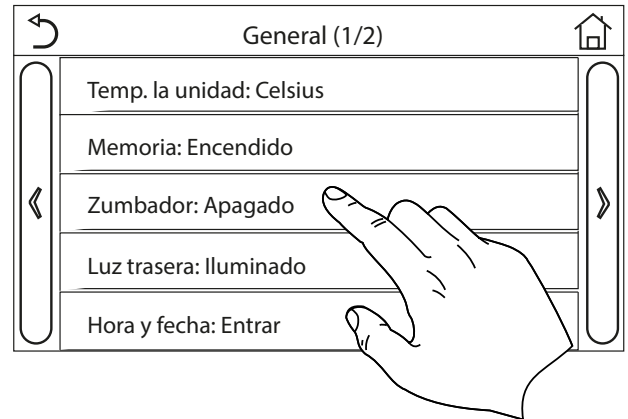 General (1/2)
Temp. la unidad: Celsius
Memoria: Encendido
Zumbador: Apagado
Luz trasera: Iluminado
Hora y fecha: Entrar